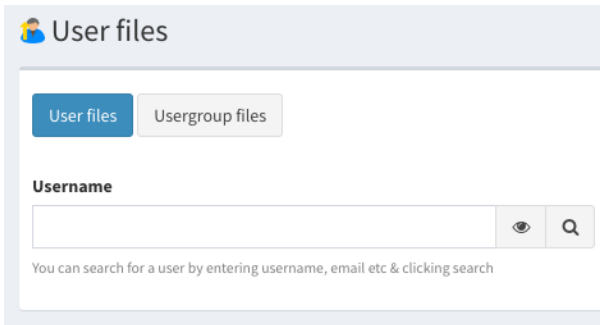 User files
User files Usergroup files
Username
You can search for a user by entering username, email etc & clicking search